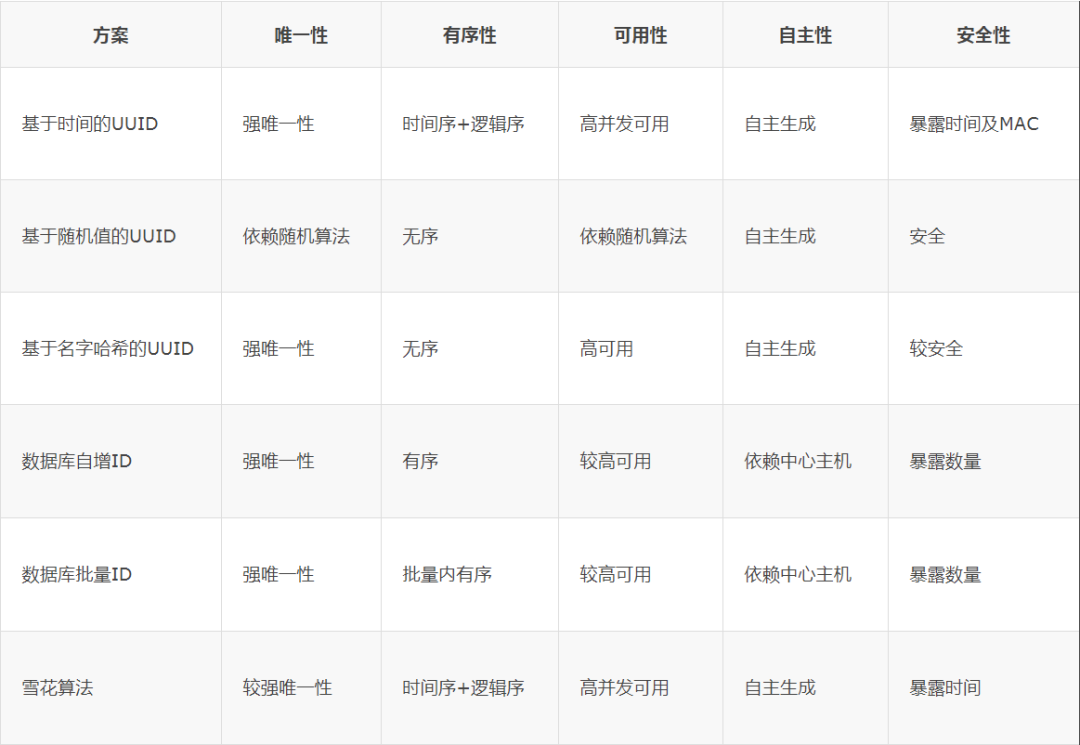 方案 唯一性 有序性 可用性 自主性 安全性
基于时间的UUID 强唯一性 时间序+逻辑序 高并发可用 自主生成 暴露时间及MAC
基于随机值的UUID 依赖随机算法 无序 依赖随机算法 自主生成 安全
基于名字哈希的UUID 强唯一性 无序 高可用 自主生成 较安全
数据库自增ID 强唯一性 有序 较高可用 依赖中心主机 暴露数量
数据库批量ID 强唯一性 批量内有序 较高可用 依赖中心主机 暴露数量
雪花算法 较强唯一性 时间序+逻辑序 高并发可用 自主生成 暴露时间